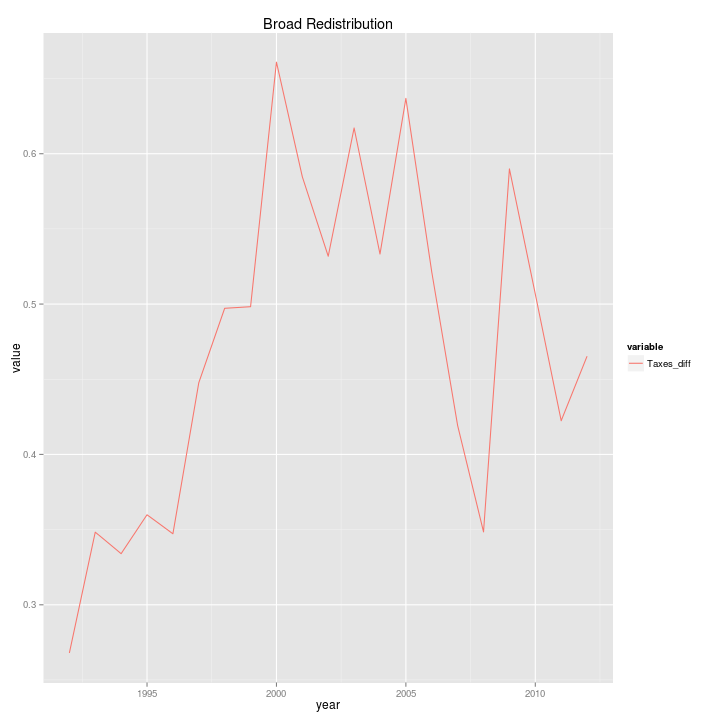 Broad Redistribution
0.6
0.5
0.4
0.3
value
1995
2000
2005
2010
year
variable
Taxes_diff